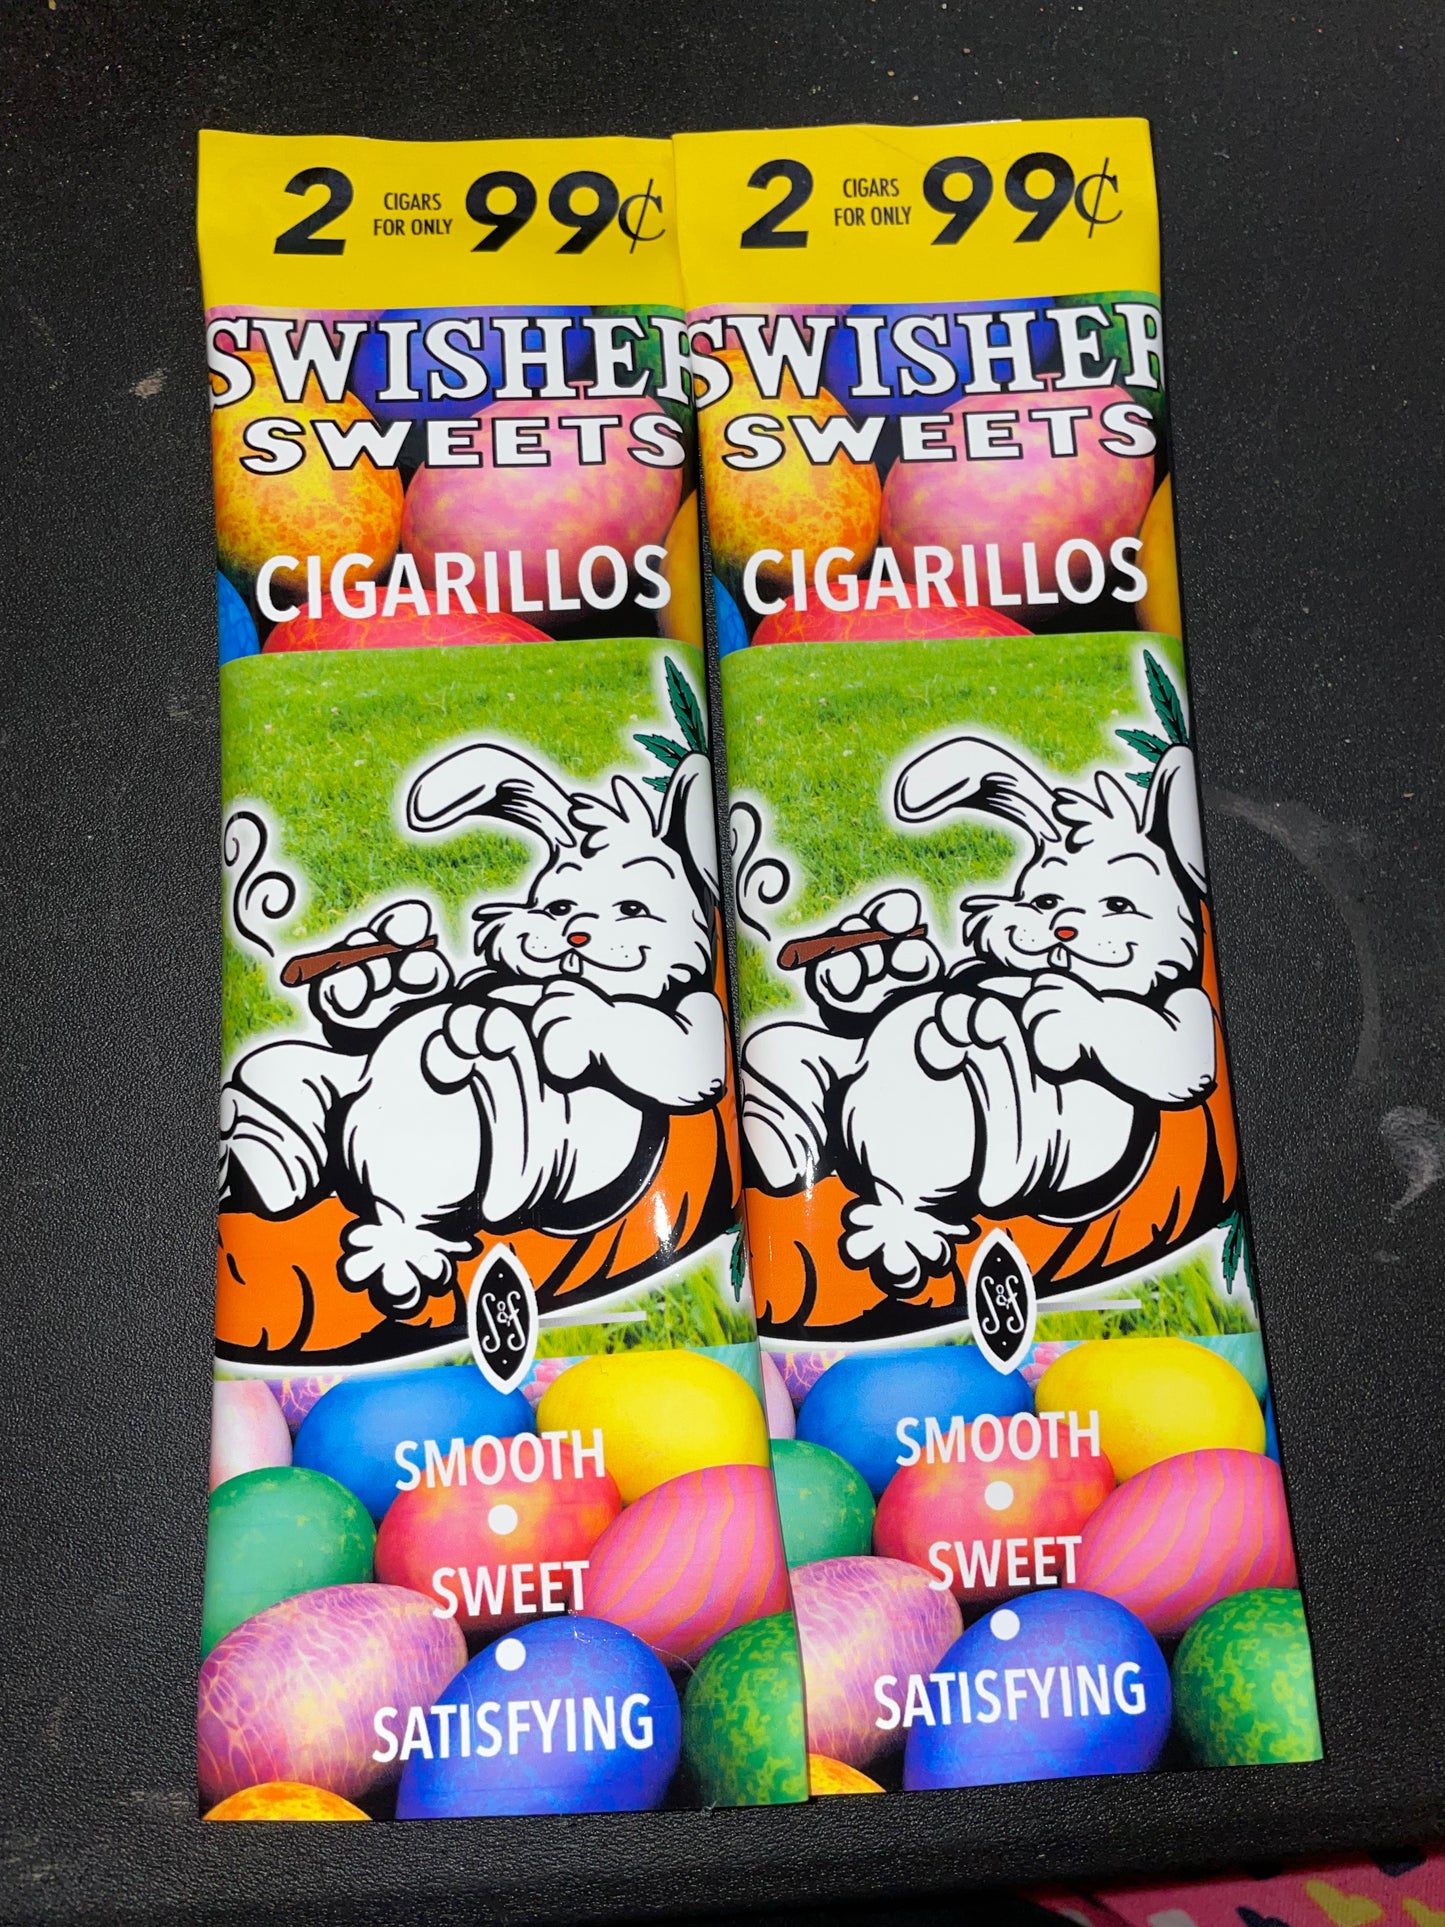 2 CIGARS FOR ONLY 99¢
SWISHER
SWEETS
CIGARILLOS
S&F
SMOOTH
SWEET
SATISFYING
2 CIGARS FOR ONLY 99¢
SWISHER
SWEETS
CIGARILLOS
S&F
SMOOTH
SWEET
SATISFYING